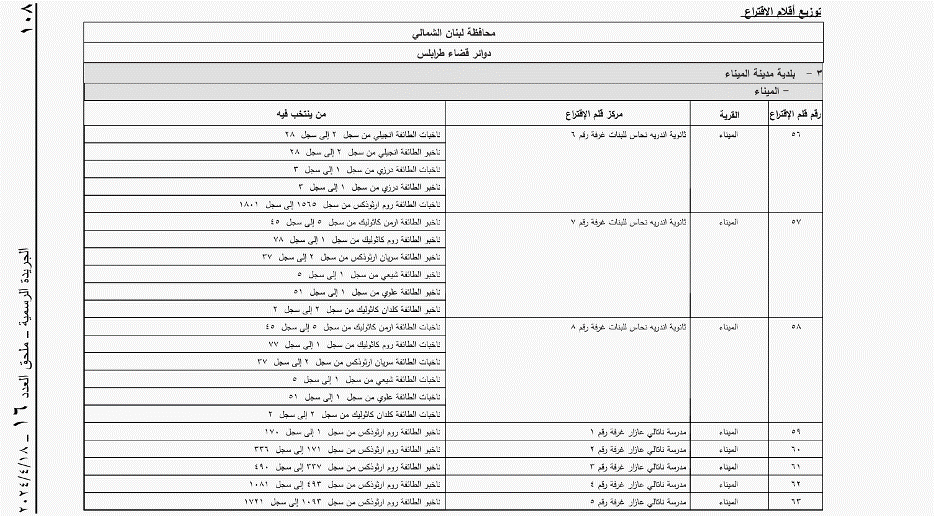 ١٠٨
توزيع أقلام الإقتراع
محافظة لبنان الشمالي
دوائر قضاء طرابلس
٣ - بلدية مدينة الميناء
- الميناء
رقم قلم الإقتراع القرية مركز قلم الإقتراع من ينتخب فيه
٥٦ الميناء ثانوية اندريه نحاس للبنات غرفة رقم ٦ ناخبات الطائفة انجيلي من سجل ٢ إلى سجل ٢٨
ناخبو الطائفة انجيلي من سجل ٢ إلى سجل ٢٨
ناخبات الطائفة درزي من سجل ١ إلى سجل ٣
ناخبو الطائفة درزي من سجل ١ إلى سجل ٣
ناخبات الطائفة روم ارثوذكس من سجل ١٥٦٥ إلى سجل ١٨٠١
٥٧ الميناء ثانوية اندريه نحاس للبنات غرفة رقم ٧ ناخبو الطائفة ارمن كاثوليك من سجل ٥ إلى سجل ٤٥
ناخبو الطائفة روم كاثوليك من سجل ١ إلى سجل ٧٨
ناخبو الطائفة سريان ارثوذكس من سجل ٢ إلى سجل ٣٧
ناخبو الطائفة شيعي من سجل ١ إلى سجل ٥
ناخبو الطائفة علوي من سجل ١ إلى سجل ٥١
ناخبو الطائفة كلدان كاثوليك من سجل ٢ إلى سجل ٢
٥٨ الميناء ثانوية اندريه نحاس للبنات غرفة رقم ٨ ناخبات الطائفة ارمن كاثوليك من سجل ٥ إلى سجل ٤٥
ناخبات الطائفة روم كاثوليك من سجل ١ إلى سجل ٧٧
ناخبات الطائفة سريان ارثوذكس من سجل ٢ إلى سجل ٣٧
ناخبات الطائفة شيعي من سجل ١ إلى سجل ٥
ناخبات الطائفة علوي من سجل ١ إلى سجل ٥١
ناخبات الطائفة كلدان كاثوليك من سجل ٢ إلى سجل ٢
٥٩ الميناء مدرسة ناتالي عازار غرفة رقم ١ ناخبو الطائفة روم ارثوذكس من سجل ١ إلى سجل ١٧٠
٦٠ الميناء مدرسة ناتالي عازار غرفة رقم ٢ ناخبو الطائفة روم ارثوذكس من سجل ١٧١ إلى سجل ٣٣٦
٦١ الميناء مدرسة ناتالي عازار غرفة رقم ٣ ناخبو الطائفة روم ارثوذكس من سجل ٣٣٧ إلى سجل ٤٩٠
٦٢ الميناء مدرسة ناتالي عازار غرفة رقم ٤ ناخبو الطائفة روم ارثوذكس من سجل ٤٩٣ إلى سجل ١٠٨١
٦٣ الميناء مدرسة ناتالي عازار غرفة رقم ٥ ناخبو الطائفة روم ارثوذكس من سجل ١٠٩٣ إلى سجل ١٧٢١
الجريدة الرسمية – ملحق العدد ١٦ – ٢٠٢٤/٤/١٨